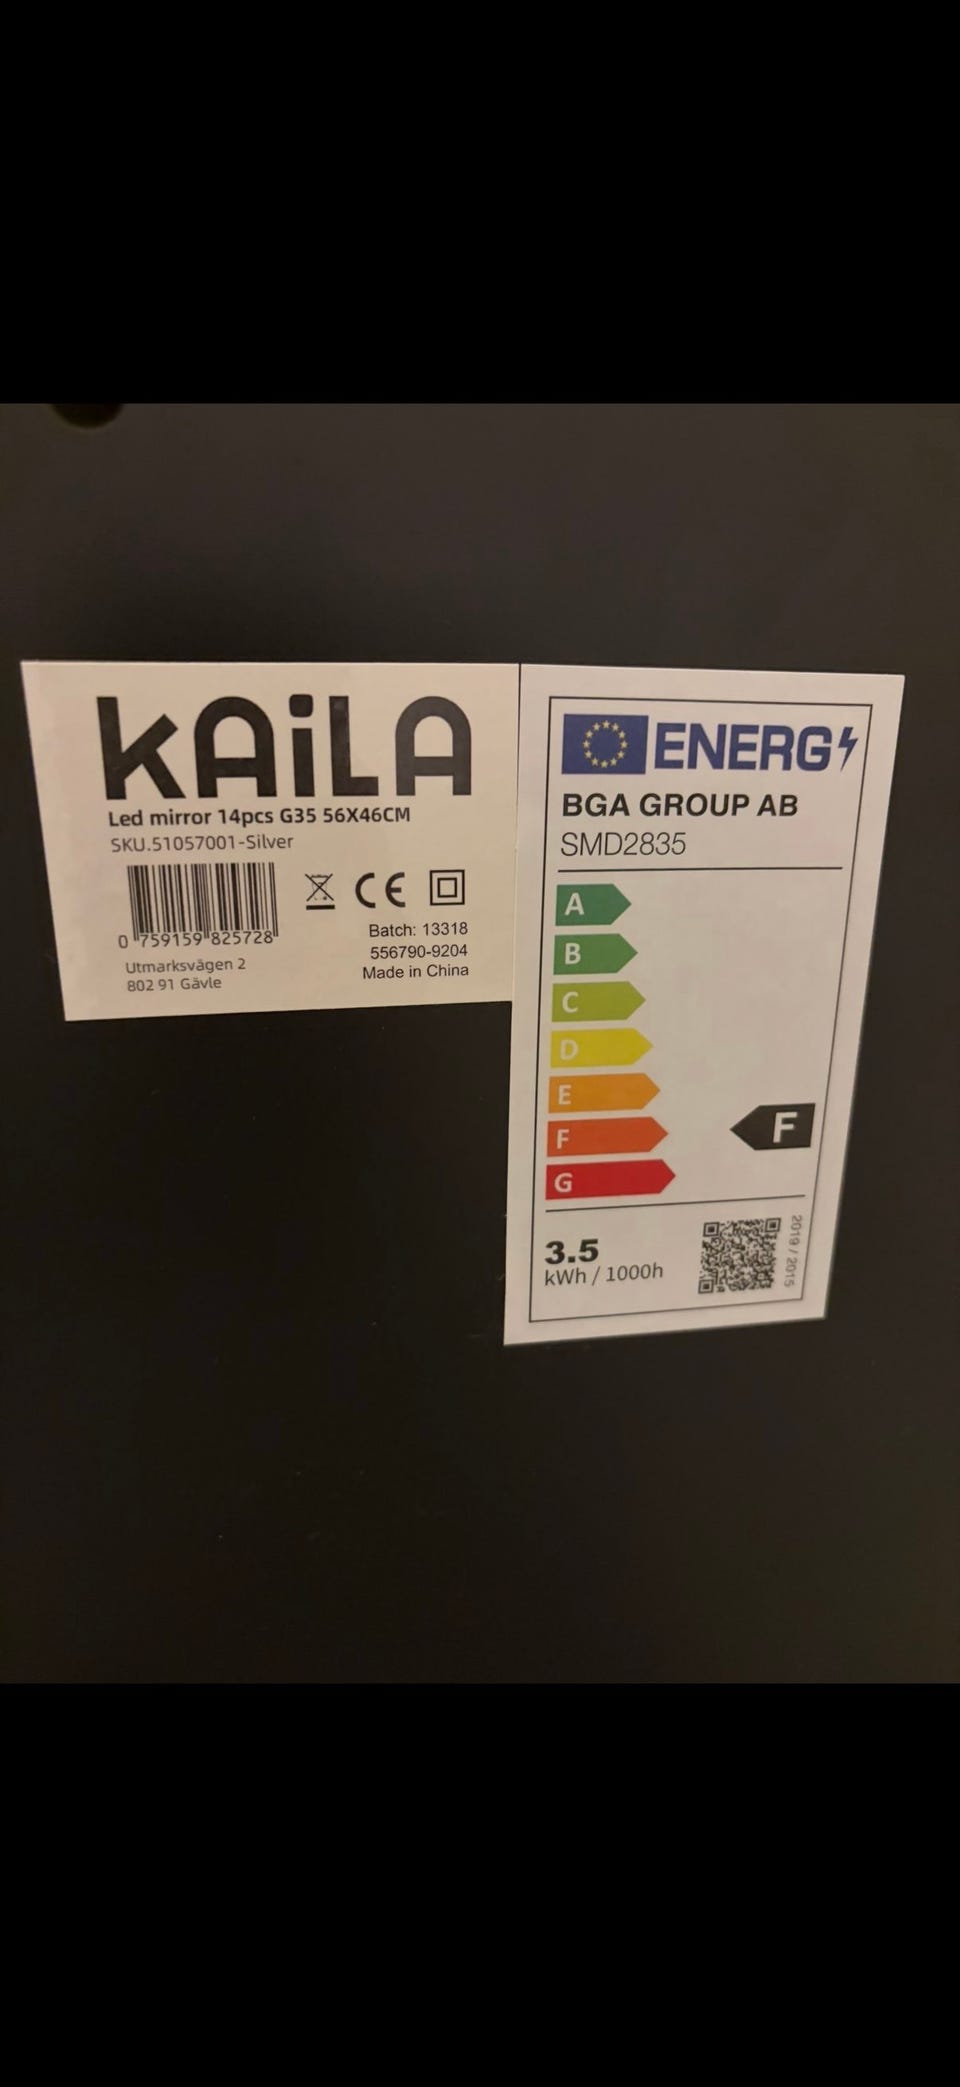 KAiLA
Led mirror 14pcs G35 56X46CM
SKU.51057001-Silver
CE
0 759159 825728
Batch: 13318
556790-9204
Made in China
Utmarksvägen 2
802 91 Gävle
ENERG
BGA GROUP AB
SMD2835
A
B
C
D
E
F
F
G
3.5
kWh / 1000h
2019 / 2015